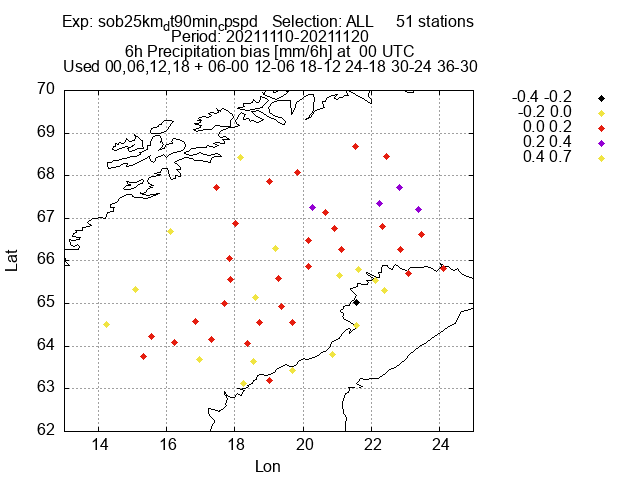 Exp: sob25km_dt90min_cpspd   Selection: ALL     51 stations
Period: 20211110-20211120
6h Precipitation bias [mm/6h] at  00 UTC
Used 00,06,12,18 + 06-00 12-06 18-12 24-18 30-24 36-30
-0.4 -0.2
-0.2 0.0
0.0 0.2
0.2 0.4
0.4 0.7
70
69
68
67
66
65
64
63
62
Lat
14 16 18 20 22 24
Lon